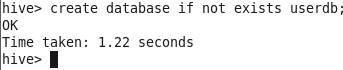 hive> create database if not exists userdb;
OK
Time taken: 1.22 seconds
hive>